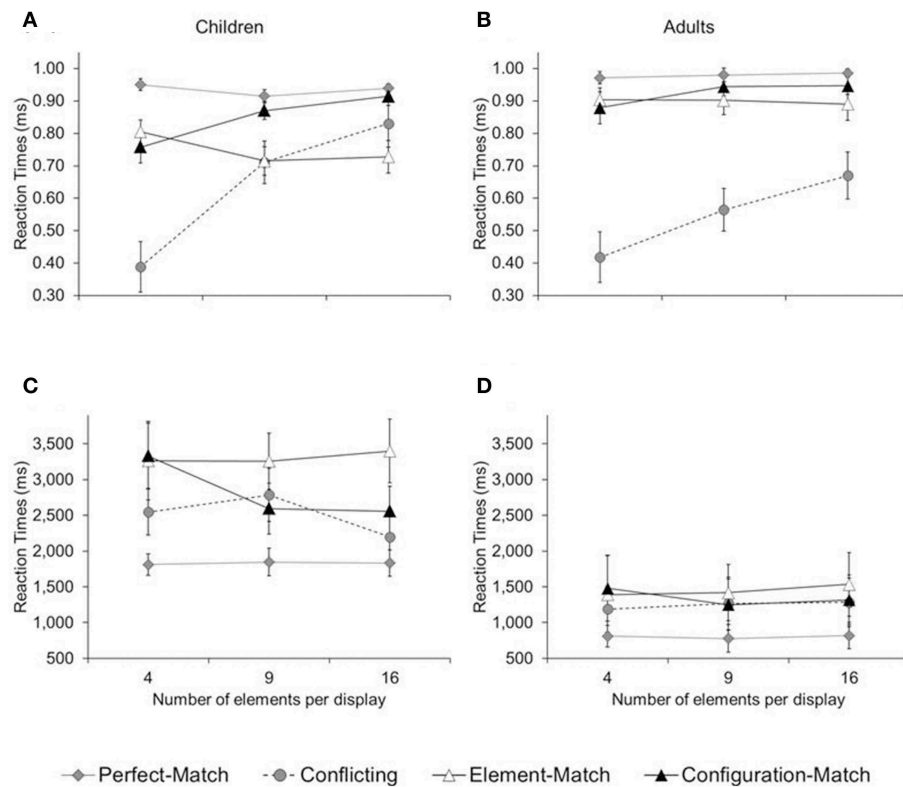 A
Children
Reaction Times (ms)
1.00
0.90
0.80
0.70
0.60
0.50
0.40
0.30
B
Adults
Reaction Times (ms)
1.00
0.90
0.80
0.70
0.60
0.50
0.40
0.30
C
Reaction Times (ms)
3,500
3,000
2,500
2,000
1,500
1,000
500
4 9 16
Number of elements per display
D
Reaction Times (ms)
3,500
3,000
2,500
2,000
1,500
1,000
500
4 9 16
Number of elements per display
Perfect-Match Conflicting Element-Match Configuration-Match